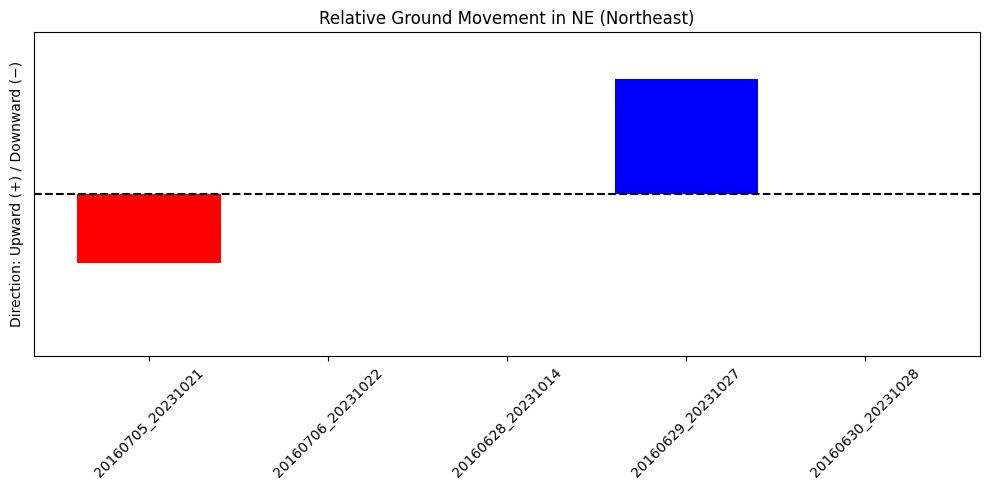 Relative Ground Movement in NE (Northeast)
Direction: Upward (+) / Downward (−)
20160705_20231021
20160706_20231022
20160628_20231014
20160629_20231027
20160630_20231028